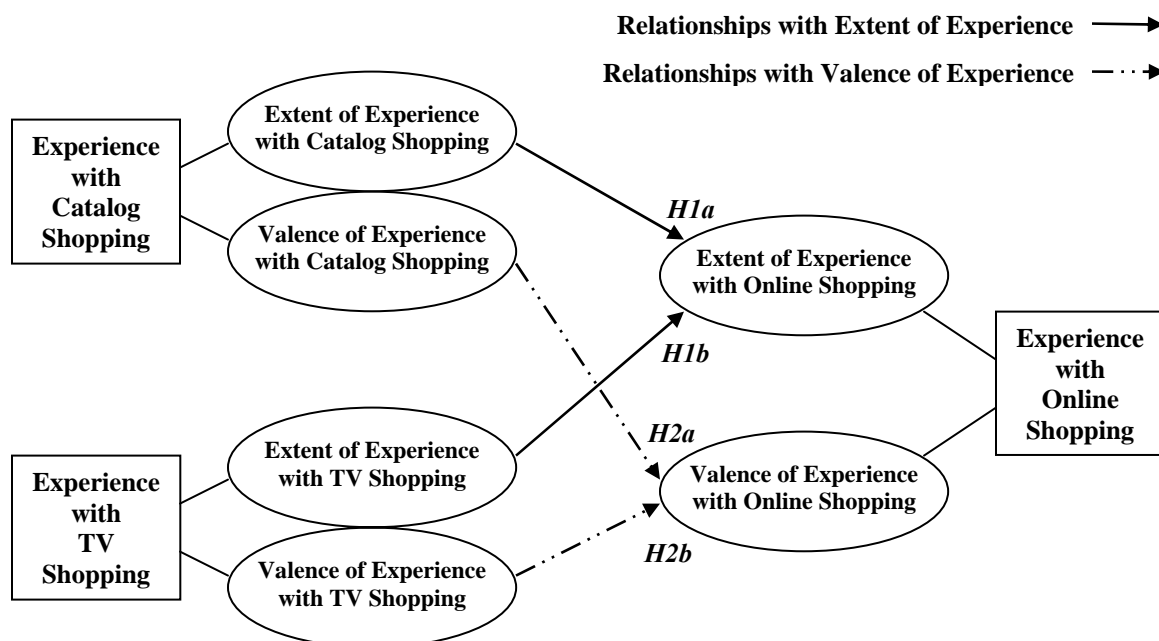 Relationships with Extent of Experience
Relationships with Valence of Experience
Experience
with
Catalog
Shopping
Extent of Experience
with Catalog Shopping
Valence of Experience
with Catalog Shopping
H1a
Extent of Experience
with Online Shopping
H1b
Experience
with
Online
Shopping
H2a
Valence of Experience
with Online Shopping
H2b
Experience
with
TV
Shopping
Extent of Experience
with TV Shopping
Valence of Experience
with TV Shopping